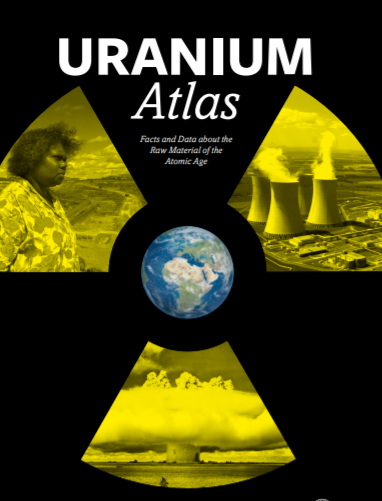 URANIUM
Atlas
Facts and Data about the
Raw Material of the
Atomic Age